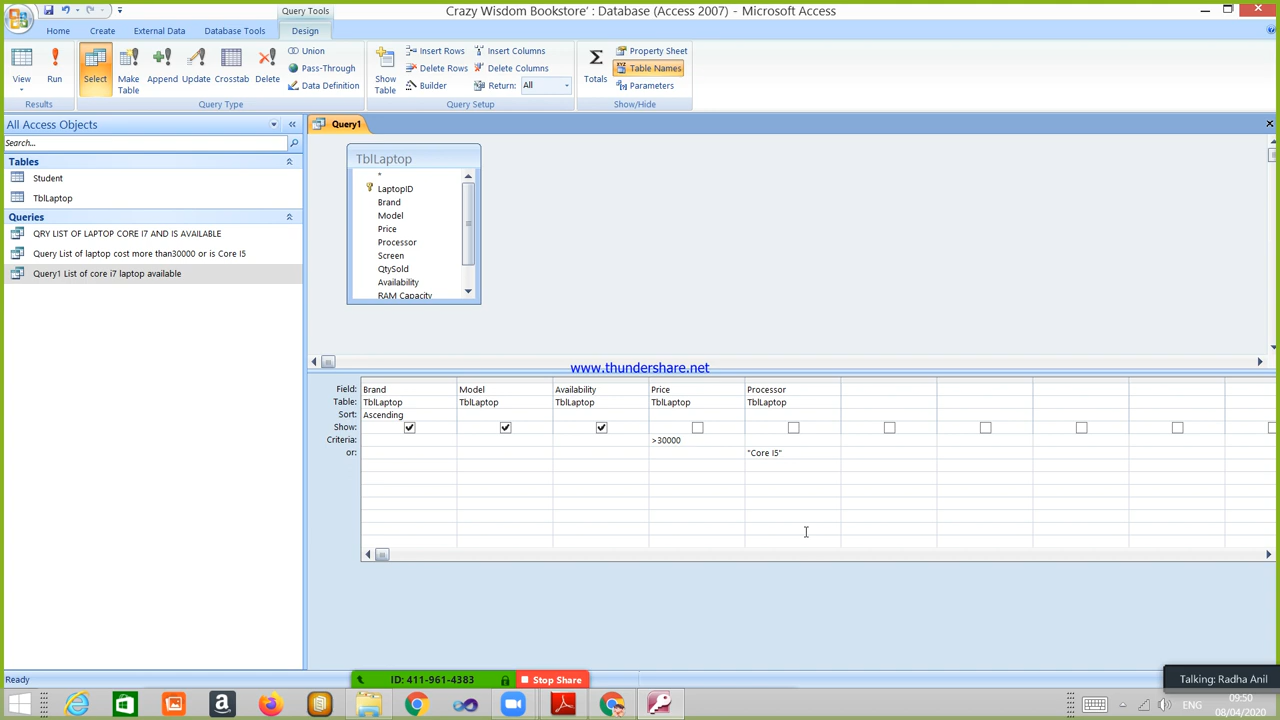 Query Tools
Crazy Wisdom Bookstore' : Database (Access 2007) - Microsoft Access
Home Create External Data Database Tools Design
View
Run
Select
Make Table
Append
Update
Crosstab
Delete
Union
Pass-Through
Data Definition
Show Table
Insert Rows
Delete Rows
Builder
Insert Columns
Delete Columns
Return: All
Totals
Property Sheet
Table Names
Parameters
Results Query Type Query Setup Show/Hide
All Access Objects
Search...
Tables
Student
TblLaptop
Queries
QRY LIST OF LAPTOP CORE I7 AND IS AVAILABLE
Query List of laptop cost more than30000 or is Core I5
Query1 List of core i7 laptop available
Query1
TblLaptop
*
LaptopID
Brand
Model
Price
Processor
Screen
QtySold
Availability
RAM Capacity
www.thundershare.net
Field: Brand Model Availability Price Processor
Table: TblLaptop TblLaptop TblLaptop TblLaptop TblLaptop
Sort: Ascending
Show:
Criteria: >30000
or: "Core I5"
Ready
ID: 411-961-4383 Stop Share
Talking: Radha Anil
ENG
09:50
08/04/2020